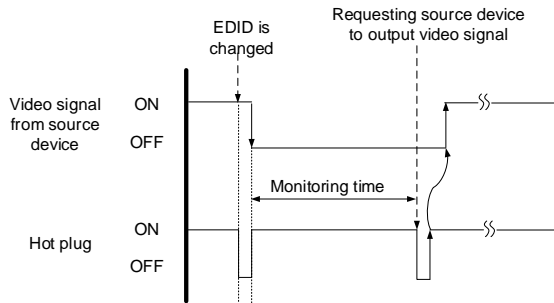 Requesting source device
to output video signal
EDID is
changed
Video signal
from source
device
ON
OFF
Monitoring time
Hot plug
ON
OFF